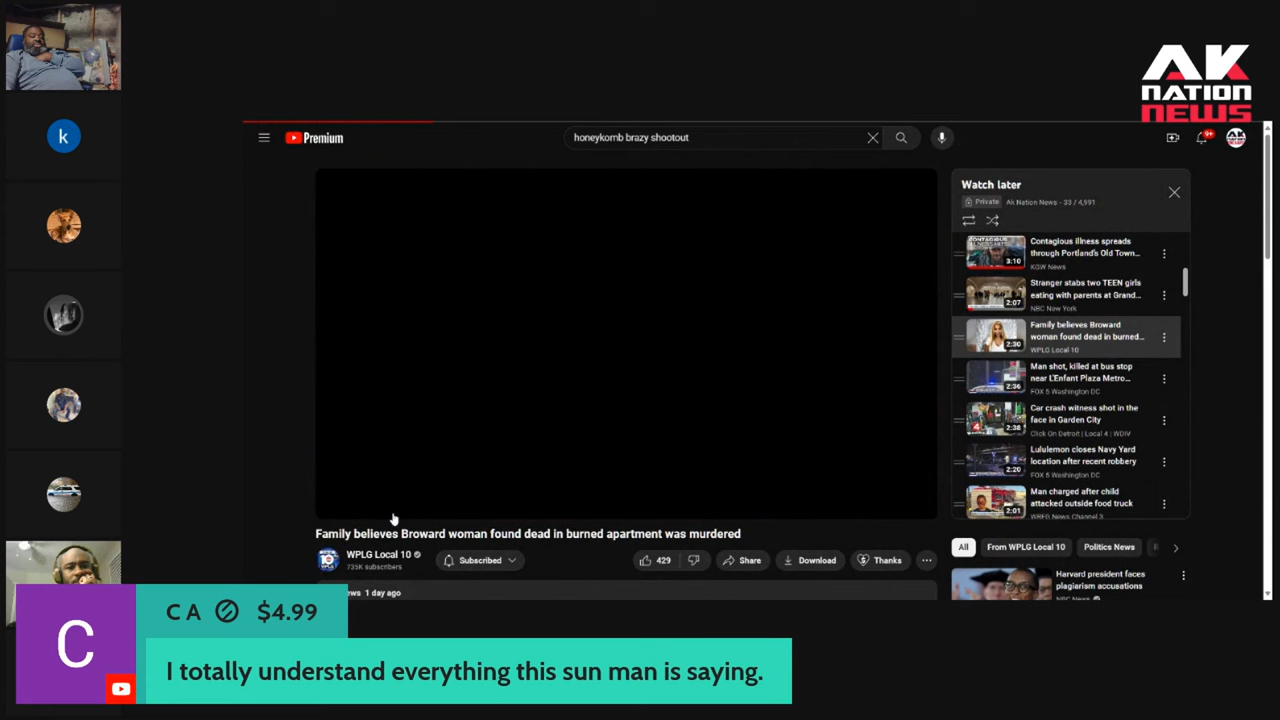 AK
NATION
NEWS
k
Premium
honeykomb brazy shootout
9+
Watch later
Private
Ak Nation News - 33 / 4,991
Contagious illness spreads
through Portland's Old Town...
KGW News
3:10
Stranger stabs two TEEN girls
eating with parents at Grand...
NBC New York
2:07
Family believes Broward
woman found dead in burned...
WPLG Local 10
2:30
Man shot, killed at bus stop
near L'Enfant Plaza Metro...
FOX 5 Washington DC
2:36
Car crash witness shot in the
face in Garden City
Click On Detroit | Local 4 | WDIV
2:38
Lululemon closes Navy Yard
location after recent robbery
FOX 5 Washington DC
2:20
Man charged after child
attacked outside food truck
WREG News Channel 3
2:01
Family believes Broward woman found dead in burned apartment was murdered
WPLG Local 10
735K subscribers
Subscribed
429
Share
Download
Thanks
1 day ago
All
From WPLG Local 10
Politics News
Harvard president faces
plagiarism accusations
C
C A $4.99
I totally understand everything this sun man is saying.